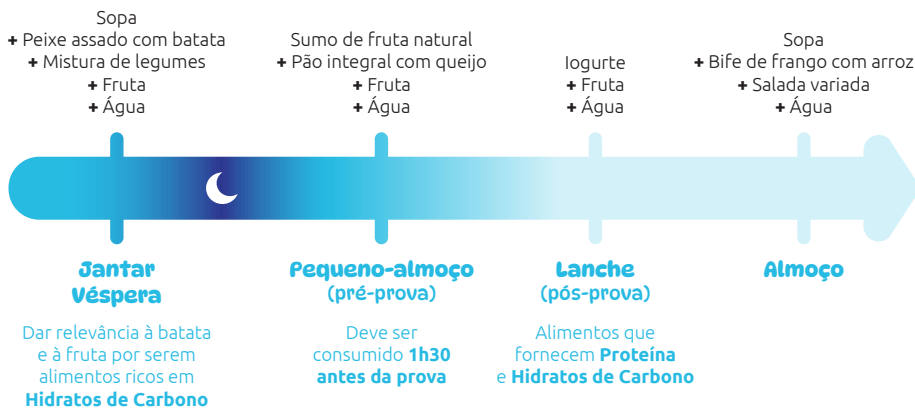 Sopa
+ Peixe assado com batata
+ Mistura de legumes
+ Fruta
+ Água
Sumo de fruta natural
+ Pão integral com queijo
+ Fruta
+ Água
Iogurte
+ Fruta
+ Água
Sopa
+ Bife de frango com arroz
+ Salada variada
+ Água
Jantar
Véspera
Dar relevância à batata
e à fruta por serem
alimentos ricos em
Hidratos de Carbono
Pequeno-almoço
(pré-prova)
Deve ser
consumido 1h30
antes da prova
Lanche
(pós-prova)
Alimentos que
fornecem Proteína
e Hidratos de Carbono
Almoço